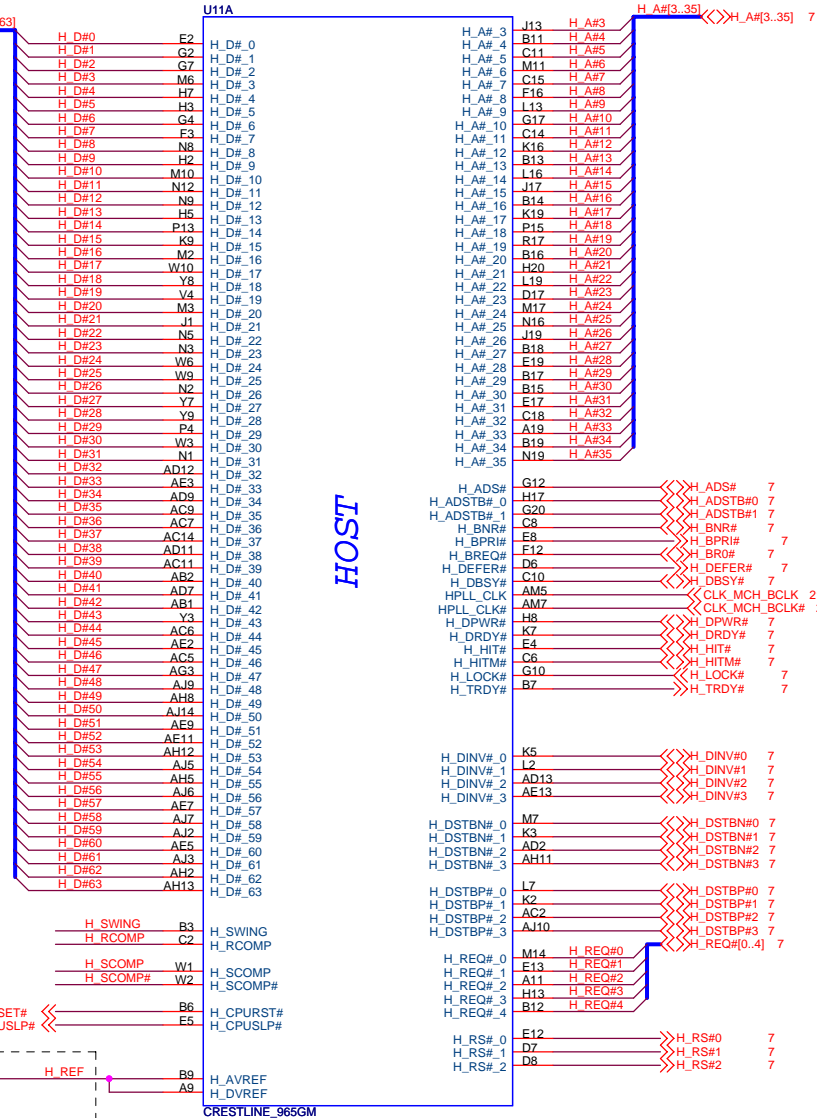 U11A
63]
H_A#[3..35] H_A#[3..35] 7
H_D#0 E2 H_D#_0
H_D#1 G2 H_D#_1
H_D#2 G7 H_D#_2
H_D#3 M6 H_D#_3
H_D#4 H7 H_D#_4
H_D#5 H3 H_D#_5
H_D#6 G4 H_D#_6
H_D#7 F3 H_D#_7
H_D#8 N8 H_D#_8
H_D#9 H2 H_D#_9
H_D#10 M10 H_D#_10
H_D#11 N12 H_D#_11
H_D#12 N9 H_D#_12
H_D#13 H5 H_D#_13
H_D#14 P13 H_D#_14
H_D#15 K9 H_D#_15
H_D#16 M2 H_D#_16
H_D#17 W10 H_D#_17
H_D#18 Y8 H_D#_18
H_D#19 V4 H_D#_19
H_D#20 M3 H_D#_20
H_D#21 J1 H_D#_21
H_D#22 N5 H_D#_22
H_D#23 N3 H_D#_23
H_D#24 W6 H_D#_24
H_D#25 W9 H_D#_25
H_D#26 N2 H_D#_26
H_D#27 Y7 H_D#_27
H_D#28 Y9 H_D#_28
H_D#29 P4 H_D#_29
H_D#30 W3 H_D#_30
H_D#31 N1 H_D#_31
H_D#32 AD12 H_D#_32
H_D#33 AE3 H_D#_33
H_D#34 AD9 H_D#_34
H_D#35 AC9 H_D#_35
H_D#36 AC7 H_D#_36
H_D#37 AC14 H_D#_37
H_D#38 AD11 H_D#_38
H_D#39 AC11 H_D#_39
H_D#40 AB2 H_D#_40
H_D#41 AD7 H_D#_41
H_D#42 AB1 H_D#_42
H_D#43 Y3 H_D#_43
H_D#44 AC6 H_D#_44
H_D#45 AE2 H_D#_45
H_D#46 AC5 H_D#_46
H_D#47 AG3 H_D#_47
H_D#48 AJ9 H_D#_48
H_D#49 AH8 H_D#_49
H_D#50 AJ14 H_D#_50
H_D#51 AE9 H_D#_51
H_D#52 AE11 H_D#_52
H_D#53 AH12 H_D#_53
H_D#54 AJ5 H_D#_54
H_D#55 AH5 H_D#_55
H_D#56 AJ6 H_D#_56
H_D#57 AE7 H_D#_57
H_D#58 AJ7 H_D#_58
H_D#59 AJ2 H_D#_59
H_D#60 AE5 H_D#_60
H_D#61 AJ3 H_D#_61
H_D#62 AH2 H_D#_62
H_D#63 AH13 H_D#_63
H_SWING B3 H_SWING
H_RCOMP C2 H_RCOMP
H_SCOMP W1 H_SCOMP
H_SCOMP# W2 H_SCOMP#
SET# B6 H_CPURST#
USLP# E5 H_CPUSLP#
H_REF B9 H_AVREF
A9 H_DVREF
HOST
H_A#_3 J13 H_A#3
H_A#_4 B11 H_A#4
H_A#_5 C11 H_A#5
H_A#_6 M11 H_A#6
H_A#_7 C15 H_A#7
H_A#_8 F16 H_A#8
H_A#_9 L13 H_A#9
H_A#_10 G17 H_A#10
H_A#_11 C14 H_A#11
H_A#_12 K16 H_A#12
H_A#_13 B13 H_A#13
H_A#_14 L16 H_A#14
H_A#_15 J17 H_A#15
H_A#_16 B14 H_A#16
H_A#_17 K19 H_A#17
H_A#_18 P15 H_A#18
H_A#_19 R17 H_A#19
H_A#_20 B16 H_A#20
H_A#_21 H20 H_A#21
H_A#_22 L19 H_A#22
H_A#_23 D17 H_A#23
H_A#_24 M17 H_A#24
H_A#_25 N16 H_A#25
H_A#_26 J19 H_A#26
H_A#_27 B18 H_A#27
H_A#_28 E19 H_A#28
H_A#_29 B17 H_A#29
H_A#_30 B15 H_A#30
H_A#_31 E17 H_A#31
H_A#_32 C18 H_A#32
H_A#_33 A19 H_A#33
H_A#_34 B19 H_A#34
H_A#_35 N19 H_A#35
H_ADS# G12 H_ADS# 7
H_ADSTB#_0 H17 H_ADSTB#0 7
H_ADSTB#_1 G20 H_ADSTB#1 7
H_BNR# C8 H_BNR# 7
H_BPRI# E8 H_BPRI# 7
H_BREQ# F12 H_BR0# 7
H_DEFER# D6 H_DEFER# 7
H_DBSY# C10 H_DBSY# 7
HPLL_CLK AM5 CLK_MCH_BCLK 2
HPLL_CLK# AM7 CLK_MCH_BCLK#
H_DPWR# H8 H_DPWR# 7
H_DRDY# K7 H_DRDY# 7
H_HIT# E4 H_HIT# 7
H_HITM# C6 H_HITM# 7
H_LOCK# G10 H_LOCK# 7
H_TRDY# B7 H_TRDY# 7
H_DINV#_0 K5 H_DINV#0 7
H_DINV#_1 L2 H_DINV#1 7
H_DINV#_2 AD13 H_DINV#2 7
H_DINV#_3 AE13 H_DINV#3 7
H_DSTBN#_0 M7 H_DSTBN#0 7
H_DSTBN#_1 K3 H_DSTBN#1 7
H_DSTBN#_2 AD2 H_DSTBN#2 7
H_DSTBN#_3 AH11 H_DSTBN#3 7
H_DSTBP#_0 L7 H_DSTBP#0 7
H_DSTBP#_1 K2 H_DSTBP#1 7
H_DSTBP#_2 AC2 H_DSTBP#2 7
H_DSTBP#_3 AJ10 H_DSTBP#3 7
H_REQ#[0..4] 7
H_REQ#_0 M14 H_REQ#0
H_REQ#_1 E13 H_REQ#1
H_REQ#_2 A11 H_REQ#2
H_REQ#_3 H13 H_REQ#3
H_REQ#_4 B12 H_REQ#4
H_RS#_0 E12 H_RS#0 7
H_RS#_1 D7 H_RS#1 7
H_RS#_2 D8 H_RS#2 7
CRESTLINE_965GM